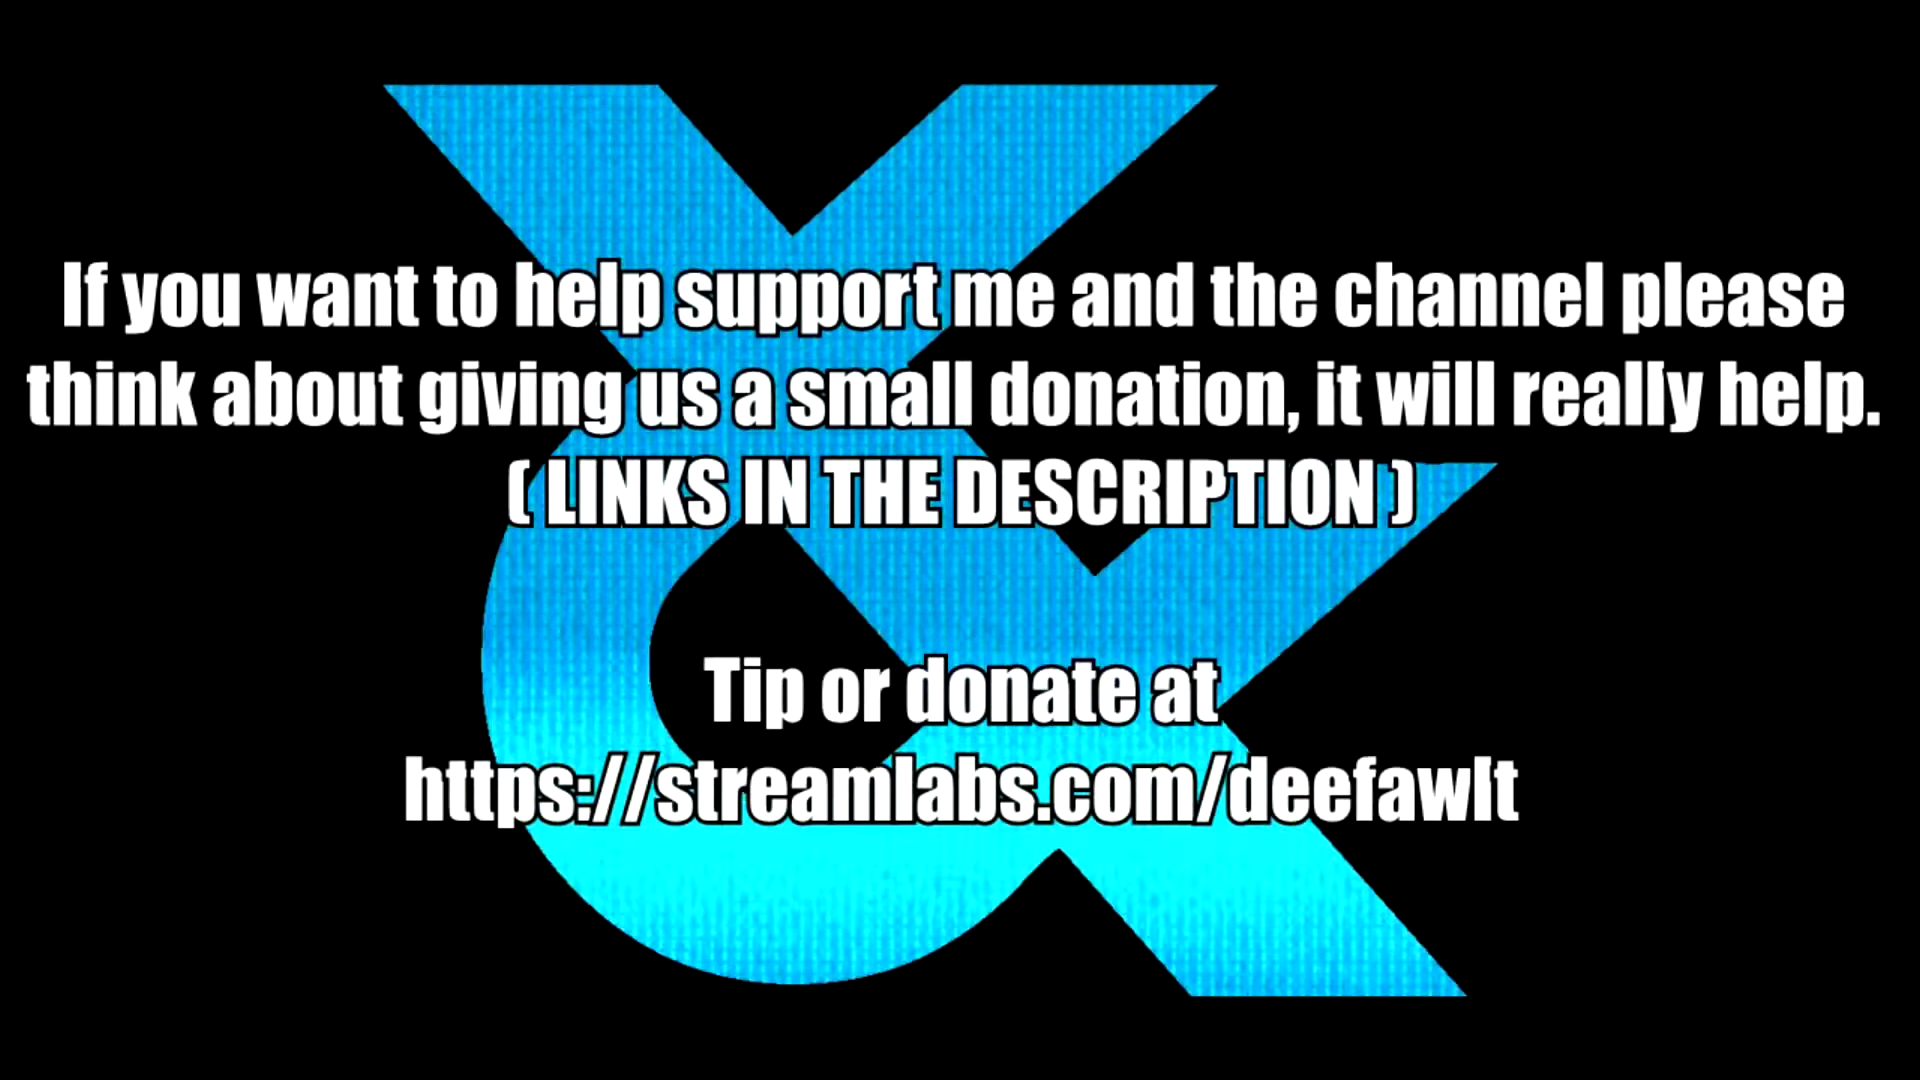 If you want to help support me and the channel please
think about giving us a small donation, it will really help.
( LINKS IN THE DESCRIPTION )
Tip or donate at
https://streamlabs.com/deefawlt